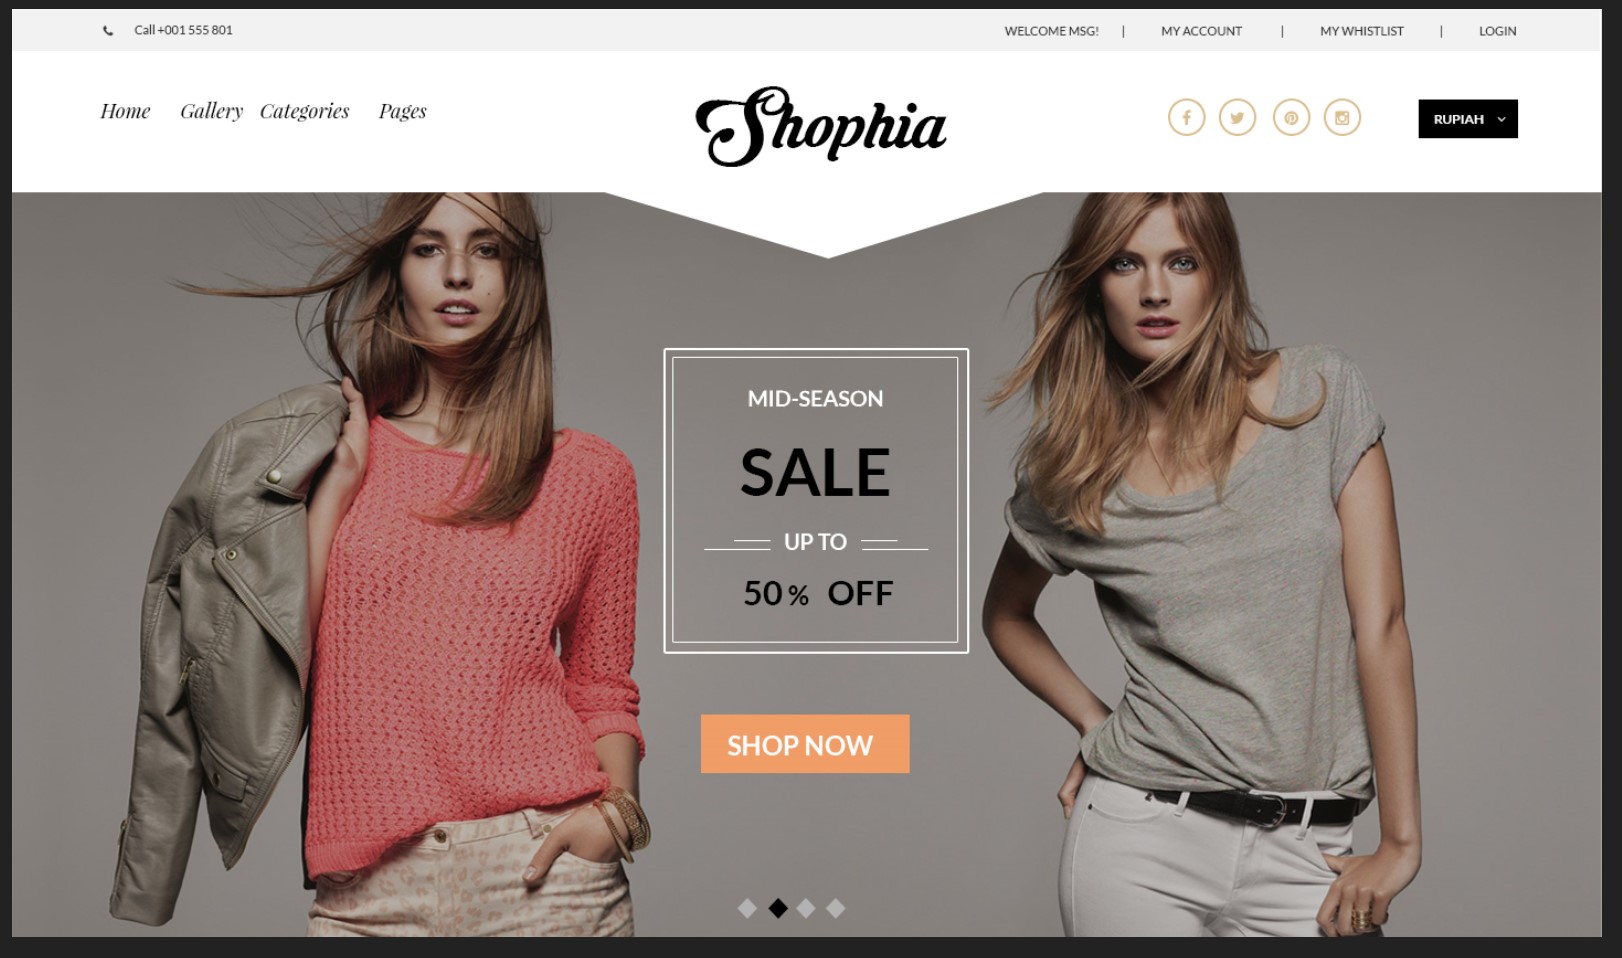 Call +001 555 801
WELCOME MSG! | MY ACCOUNT | MY WHISTLIST | LOGIN
Home Gallery Categories Pages
Shophia
RUPIAH
MID-SEASON
SALE
UP TO
50 % OFF
SHOP NOW